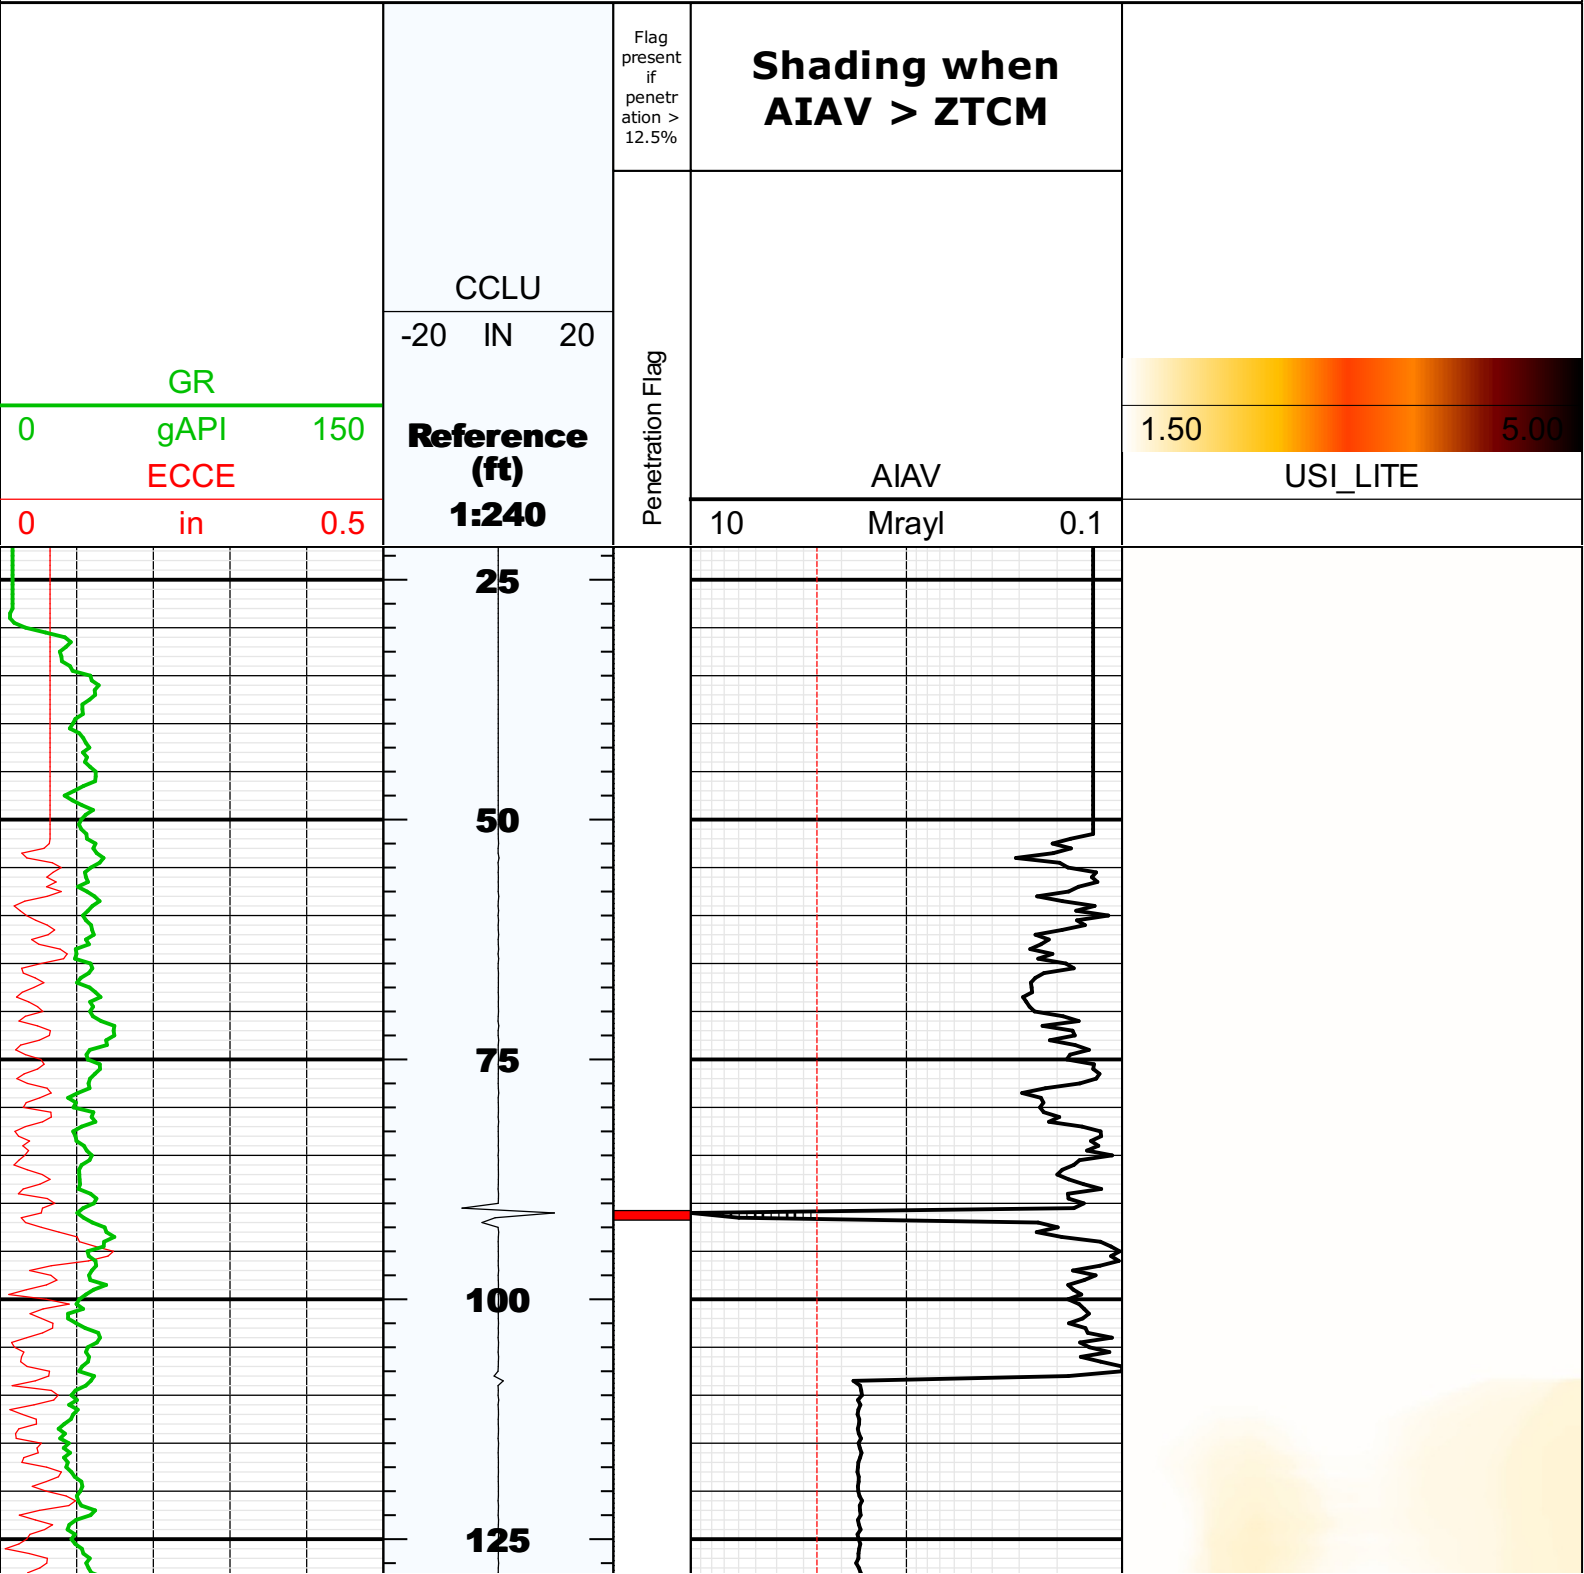 Flag
present
if
penetr
ation >
12.5%
Shading when
AIAV > ZTCM
CCLU
-20 IN 20
GR
0 gAPI 150
ECCE
0 in 0.5
Reference
(ft)
1:240
Penetration Flag
AIAV
10 Mrayl 0.1
1.50 5.00
USI_LITE
25
50
75
100
125